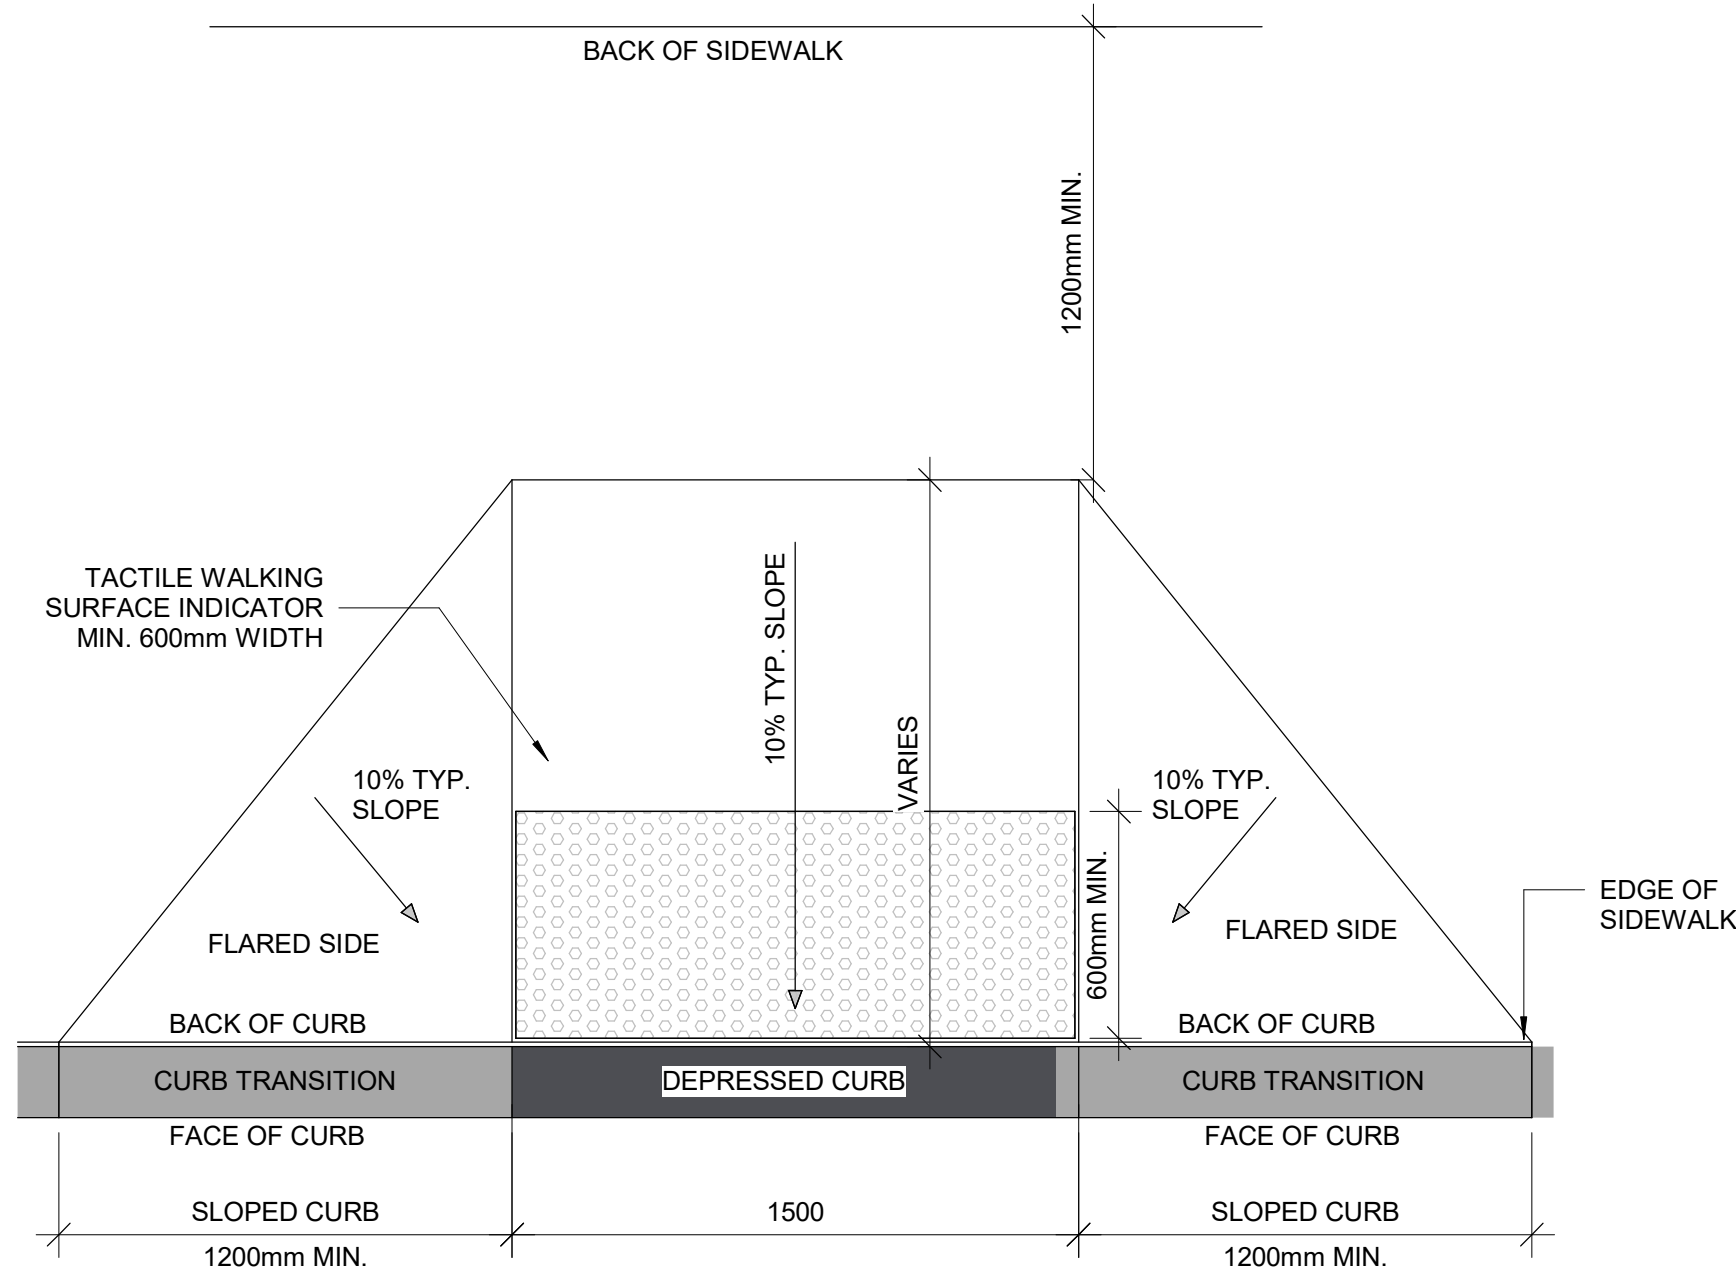 BACK OF SIDEWALK
1200mm MIN.
TACTILE WALKING
SURFACE INDICATOR
MIN. 600mm WIDTH
10% TYP. SLOPE
VARIES
10% TYP.
SLOPE
10% TYP.
SLOPE
600mm MIN.
EDGE OF
SIDEWALK
FLARED SIDE
FLARED SIDE
BACK OF CURB
BACK OF CURB
CURB TRANSITION
DEPRESSED CURB
CURB TRANSITION
FACE OF CURB
FACE OF CURB
SLOPED CURB
1500
SLOPED CURB
1200mm MIN.
1200mm MIN.